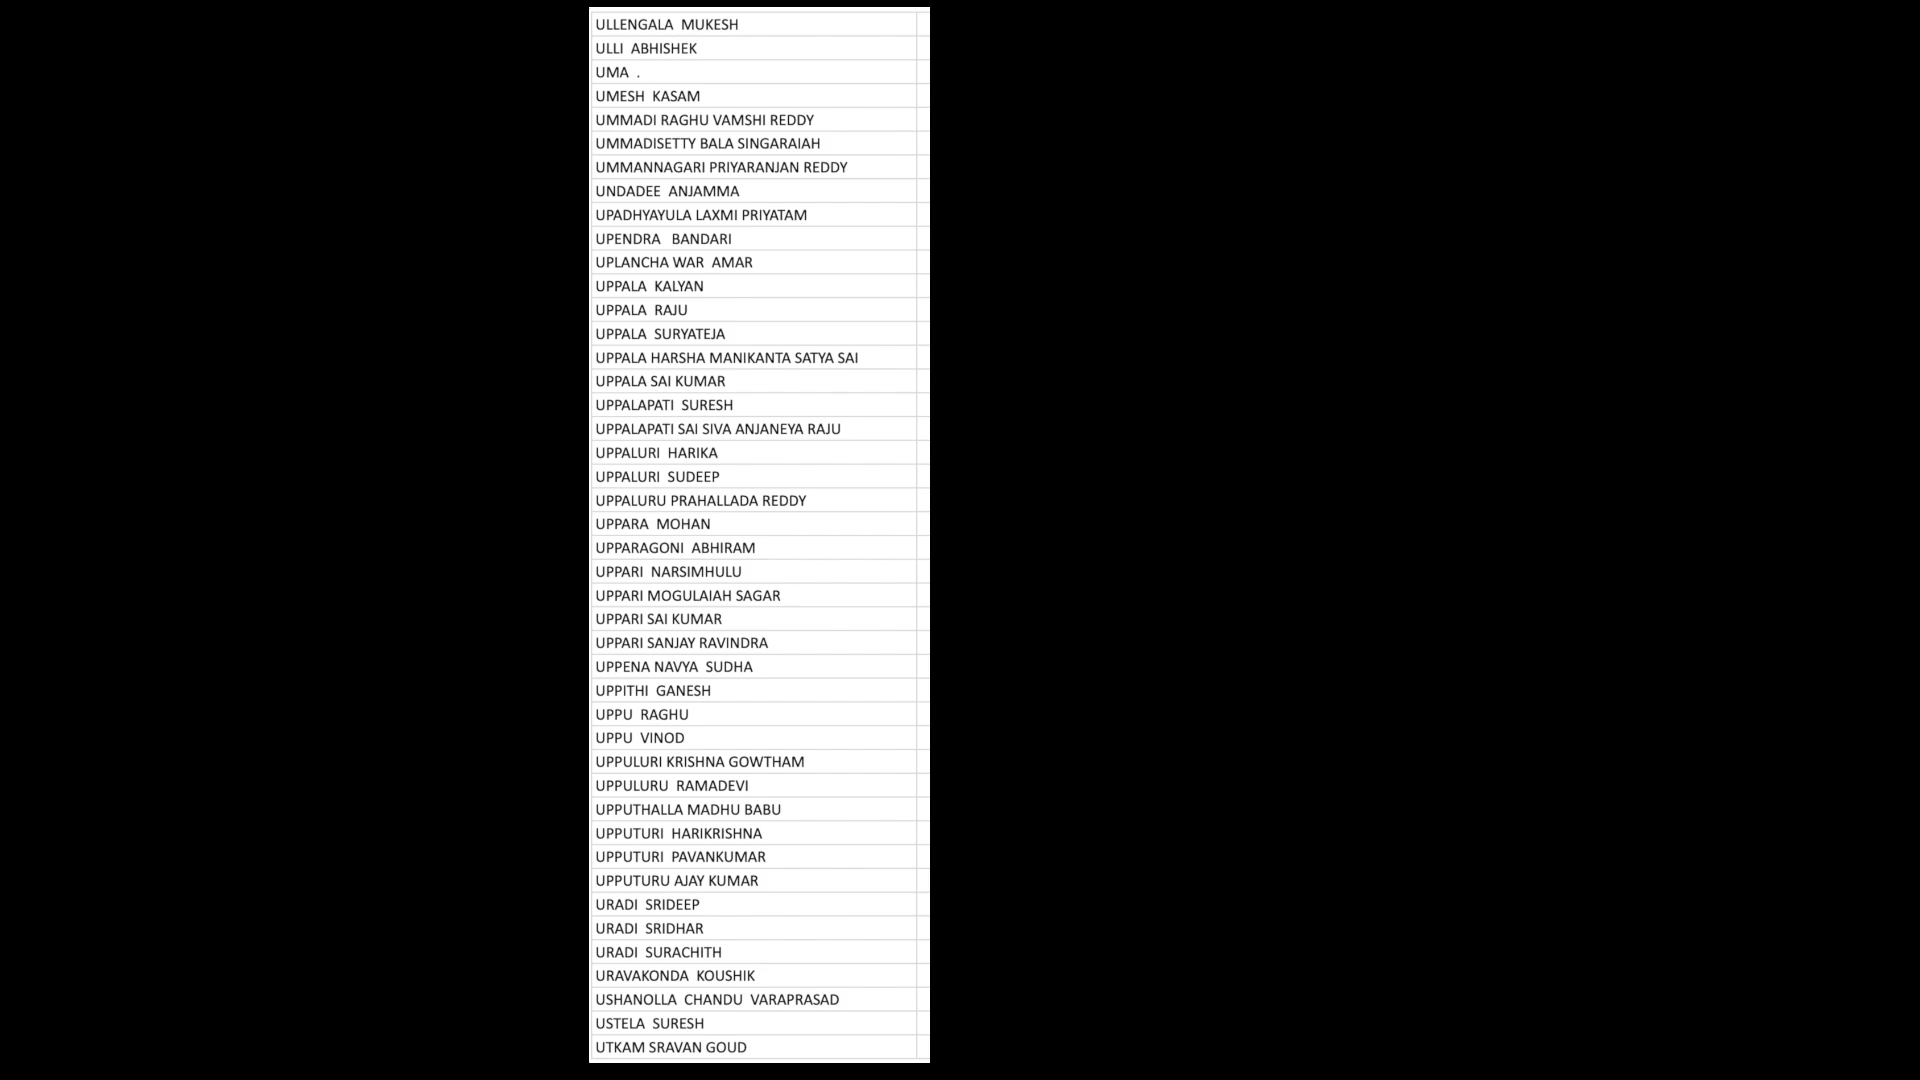 ULLENGALA  MUKESH
ULLI  ABHISHEK
UMA  .
UMESH  KASAM
UMMADI RAGHU VAMSHI REDDY
UMMADISETTY BALA SINGARAIAH
UMMANNAGARI PRIYARANJAN REDDY
UNDADEE  ANJAMMA
UPADHYAYULA LAXMI PRIYATAM
UPENDRA   BANDARI
UPLANCHA WAR  AMAR
UPPALA  KALYAN
UPPALA  RAJU
UPPALA  SURYATEJA
UPPALA HARSHA MANIKANTA SATYA SAI
UPPALA SAI KUMAR
UPPALAPATI  SURESH
UPPALAPATI SAI SIVA ANJANEYA RAJU
UPPALURI  HARIKA
UPPALURI  SUDEEP
UPPALURU PRAHALLADA REDDY
UPPARA  MOHAN
UPPARAGONI  ABHIRAM
UPPARI  NARSIMHULU
UPPARI MOGULAIAH SAGAR
UPPARI SAI KUMAR
UPPARI SANJAY RAVINDRA
UPPENA NAVYA  SUDHA
UPPITHI  GANESH
UPPU  RAGHU
UPPU  VINOD
UPPULURI KRISHNA GOWTHAM
UPPULURU  RAMADEVI
UPPUTHALLA MADHU BABU
UPPUTURI  HARIKRISHNA
UPPUTURI  PAVANKUMAR
UPPUTURU AJAY KUMAR
URADI  SRIDEEP
URADI  SRIDHAR
URADI  SURACHITH
URAVAKONDA  KOUSHIK
USHANOLLA  CHANDU  VARAPRASAD
USTELA  SURESH
UTKAM SRAVAN GOUD